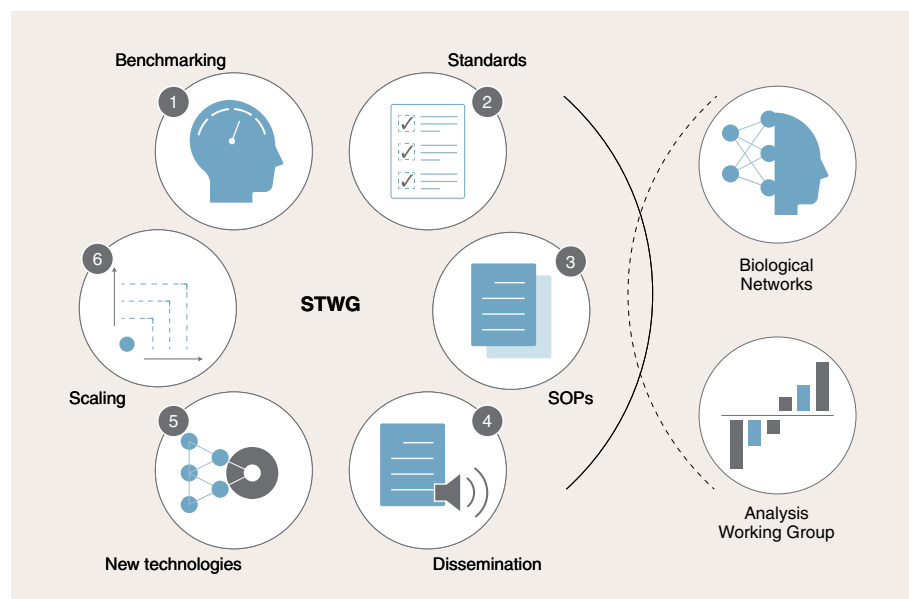 Benchmarking
1
Standards
2
6
Scaling
STWG
3
SOPs
5
New technologies
4
Dissemination
Biological
Networks
Analysis
Working Group